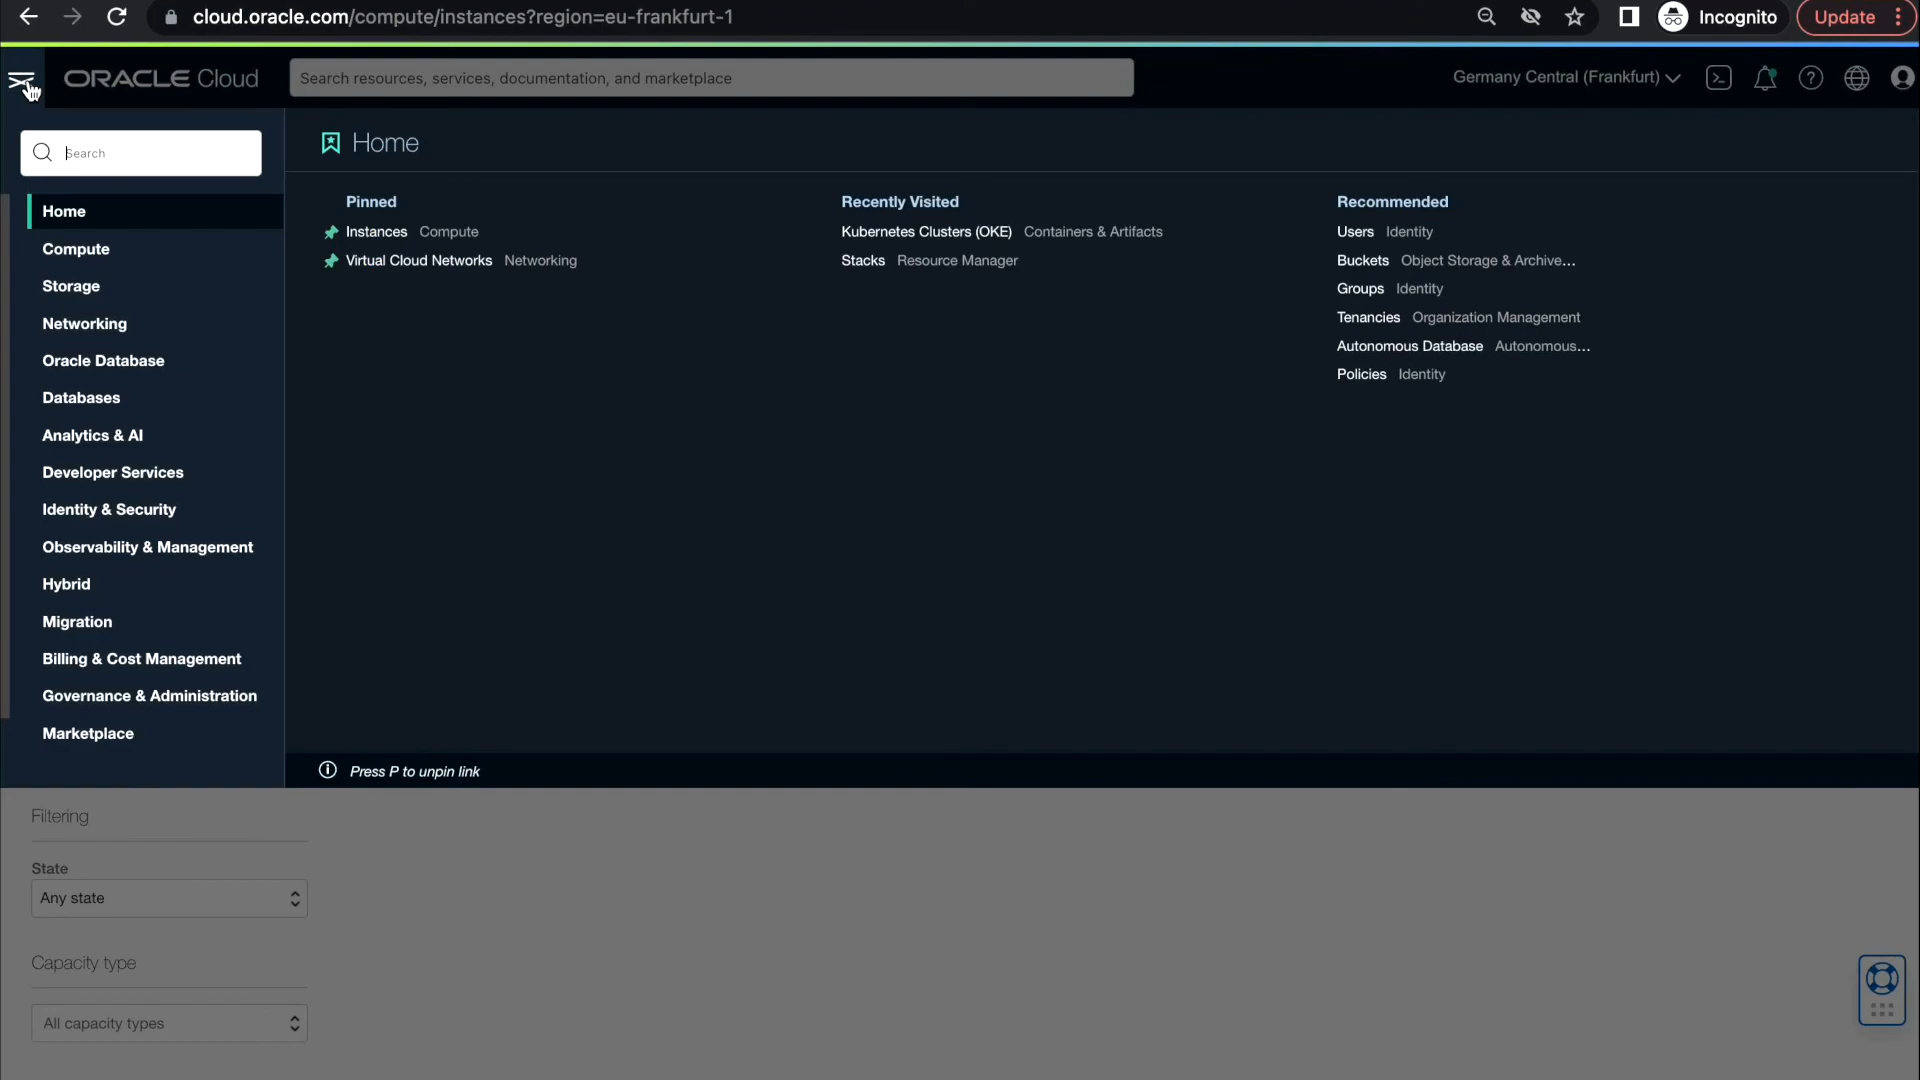 cloud.oracle.com/compute/instances?region=eu-frankfurt-1
Incognito
Update
ORACLE Cloud
Search resources, services, documentation, and marketplace
Germany Central (Frankfurt)
Search
Home
Compute
Storage
Networking
Oracle Database
Databases
Analytics & AI
Developer Services
Identity & Security
Observability & Management
Hybrid
Migration
Billing & Cost Management
Governance & Administration
Marketplace
Home
Pinned
Instances Compute
Virtual Cloud Networks Networking
Recently Visited
Kubernetes Clusters (OKE) Containers & Artifacts
Stacks Resource Manager
Recommended
Users Identity
Buckets Object Storage & Archive...
Groups Identity
Tenancies Organization Management
Autonomous Database Autonomous...
Policies Identity
Press P to unpin link
Filtering
State
Any state
Capacity type
All capacity types